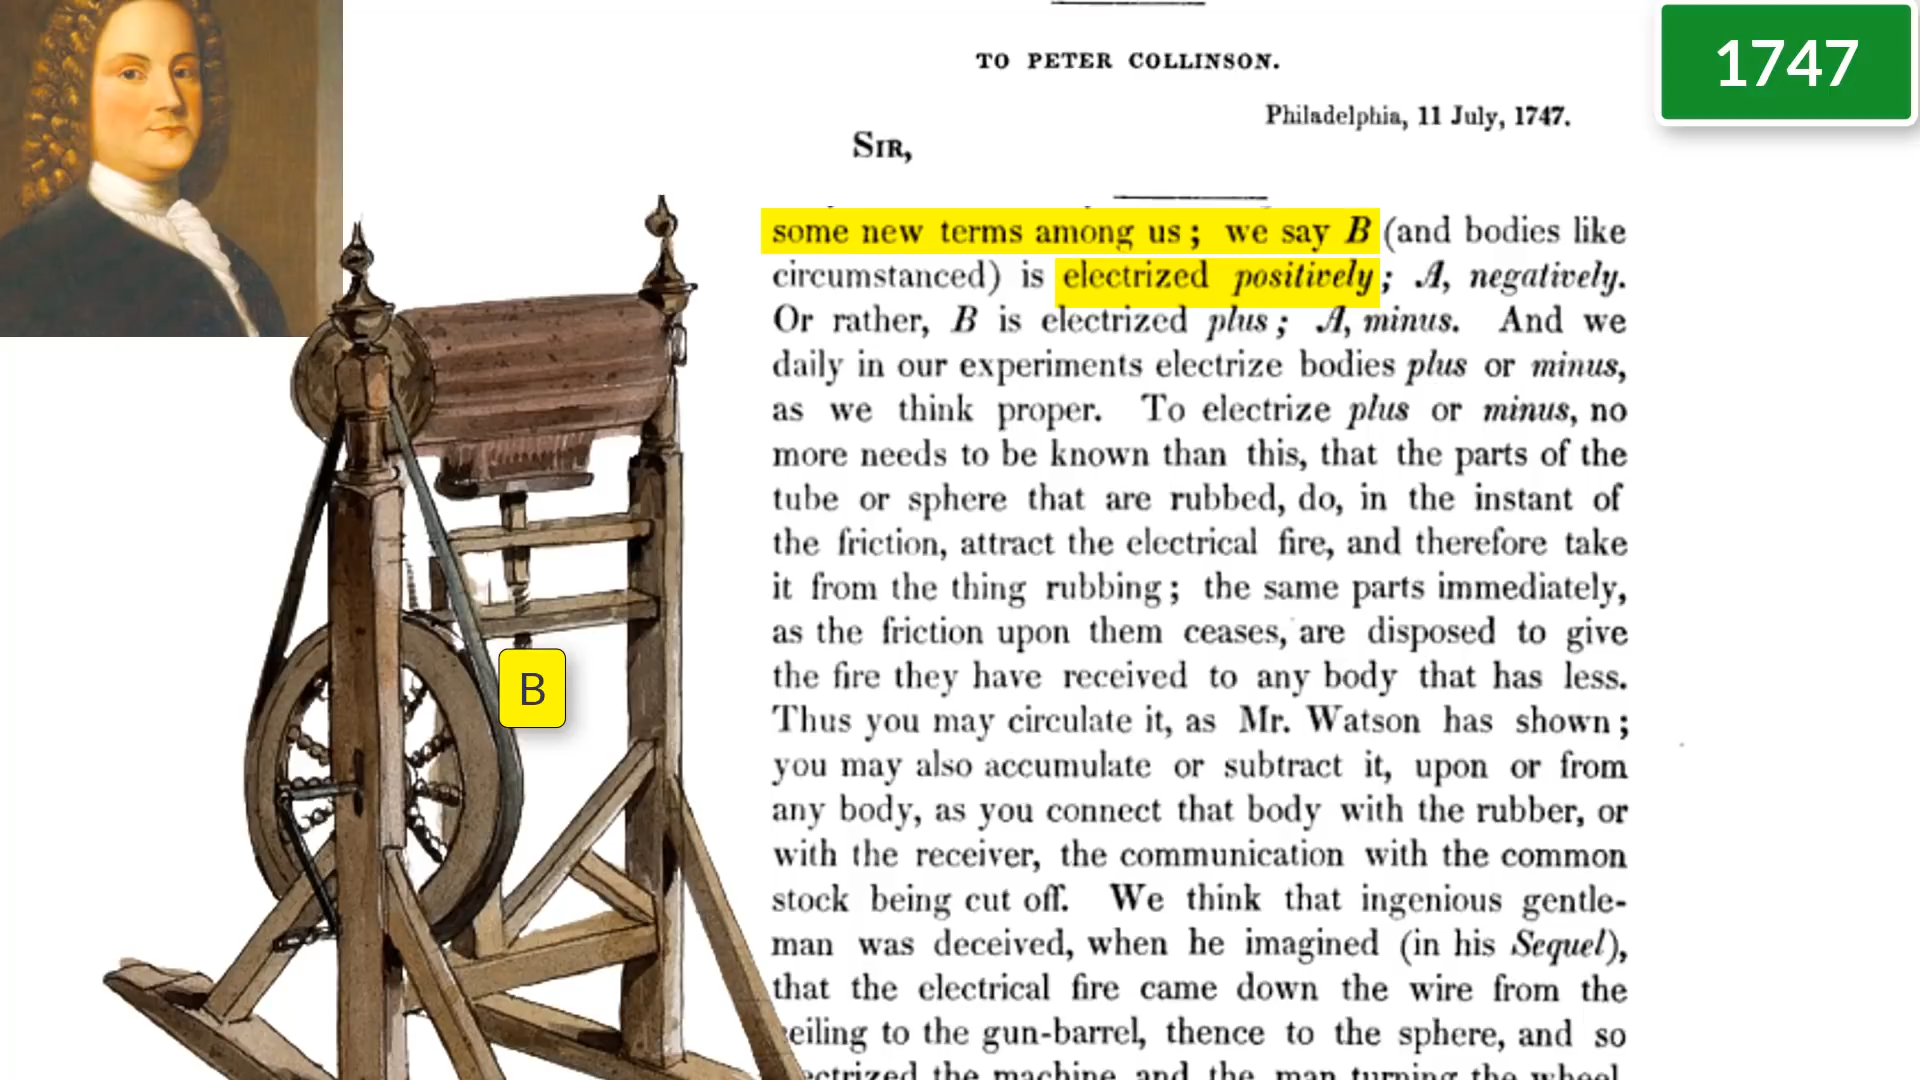 1747
TO PETER COLLINSON.
Philadelphia, 11 July, 1747.
SIR,
some new terms among us; we say B (and bodies like
circumstanced) is electrized positively; A, negatively.
Or rather, B is electrized plus; A, minus. And we
daily in our experiments electrize bodies plus or minus,
as we think proper. To electrize plus or minus, no
more needs to be known than this, that the parts of the
tube or sphere that are rubbed, do, in the instant of
the friction, attract the electrical fire, and therefore take
it from the thing rubbing; the same parts immediately,
as the friction upon them ceases, are disposed to give
the fire they have received to any body that has less.
Thus you may circulate it, as Mr. Watson has shown;
you may also accumulate or subtract it, upon or from
any body, as you connect that body with the rubber, or
with the receiver, the communication with the common
stock being cut off. We think that ingenious gentle-
man was deceived, when he imagined (in his Sequel),
that the electrical fire came down the wire from the
eiling to the gun-barrel, thence to the sphere, and so
ectrized the machine and the man turning the wheel,
B